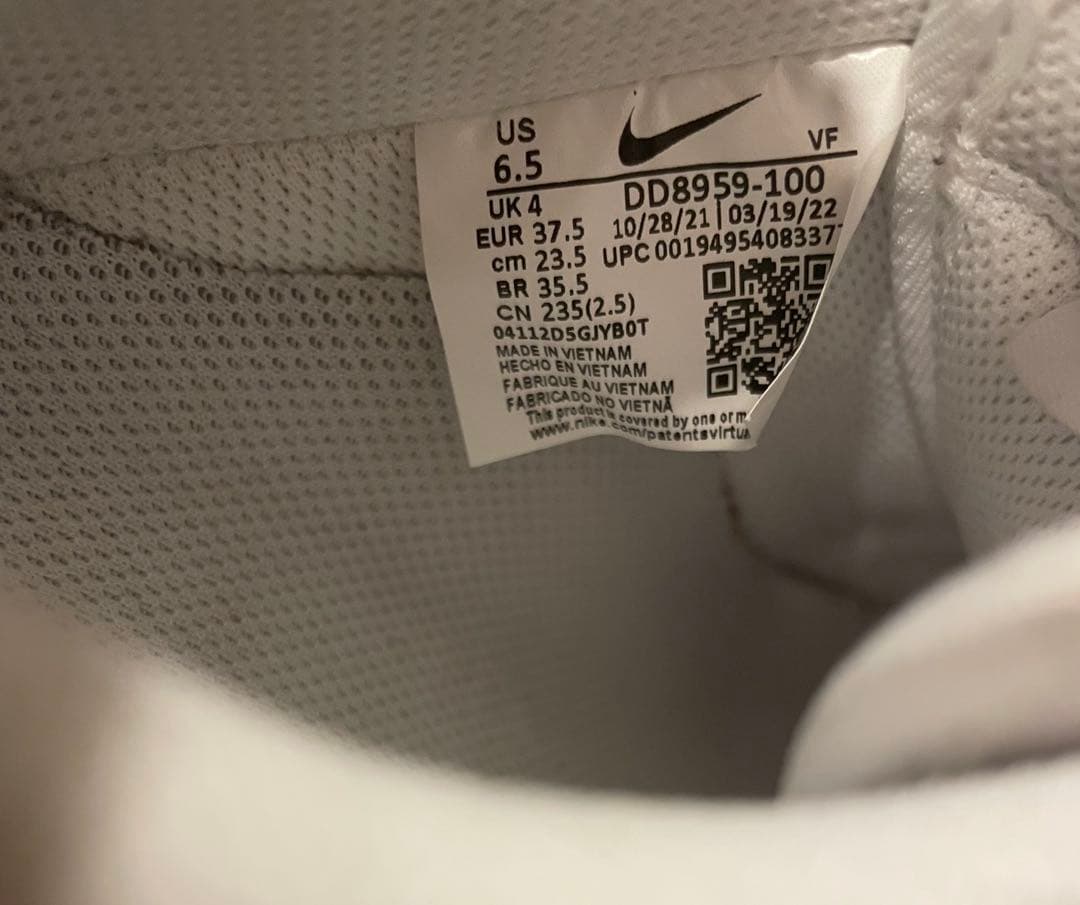 US
6.5
VF
UK 4
DD8959-100
EUR 37.5
10/28/21 | 03/19/22
cm 23.5
UPC 00194954083377
BR 35.5
CN 235(2.5)
04112D5GJYB0T
MADE IN VIETNAM
HECHO EN VIETNAM
FABRIQUE AU VIETNAM
FABRICADO NO VIETNÃ
This product is covered by one or m
www.nike.com/patentsvirtua